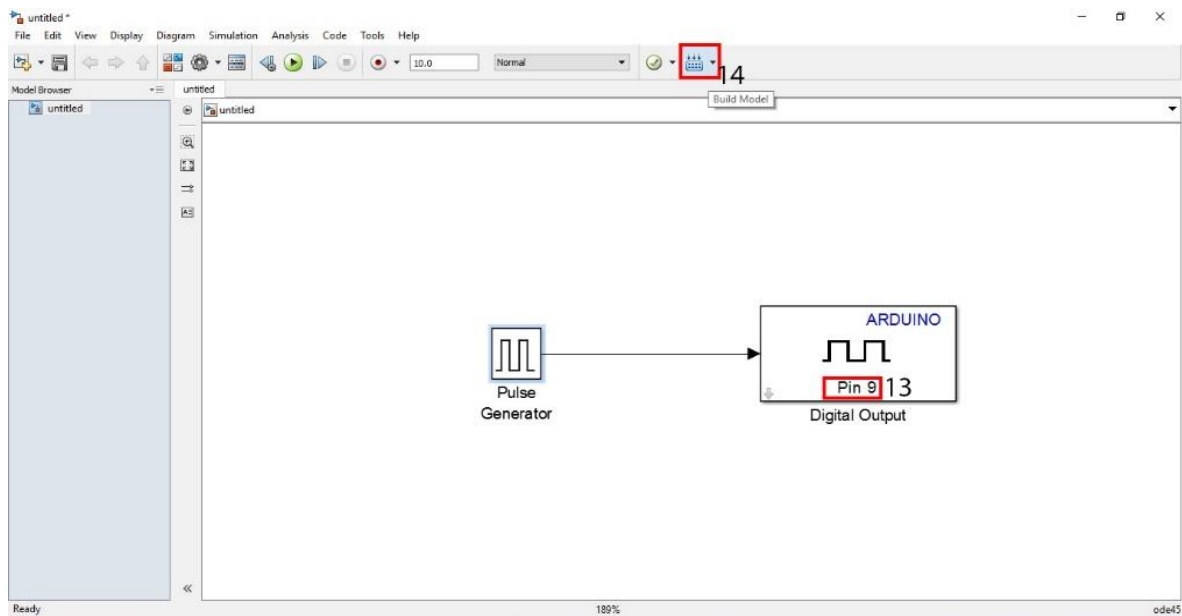 untitled *
File Edit View Display Diagram Simulation Analysis Code Tools Help
10.0 Normal 14
Model Browser untitled Build Model
untitled untitled
ARDUINO
Pin 9 13
Pulse
Generator
Digital Output
Ready 189% ode45